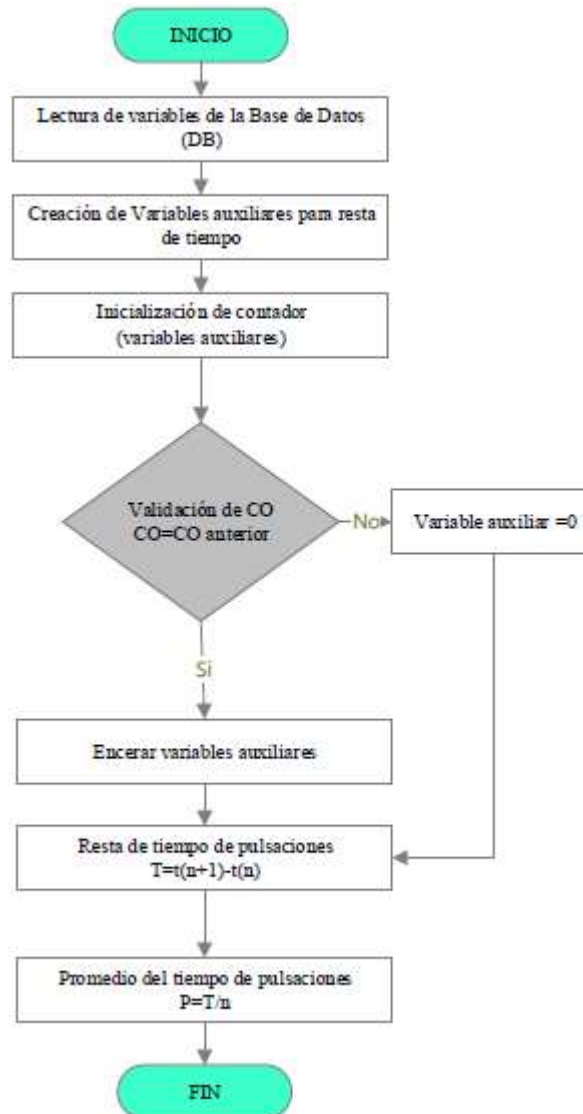 INICIO
Lectura de variables de la Base de Datos
(DB)
Creación de Variables auxiliares para resta
de tiempo
Inicialización de contador
(variables auxiliares)
Validación de CO
CO=CO anterior
No
Variable auxiliar =0
Si
Encerar variables auxiliares
Resta de tiempo de pulsaciones
T=t(n+1)-t(n)
Promedio del tiempo de pulsaciones
P=T/n
FIN